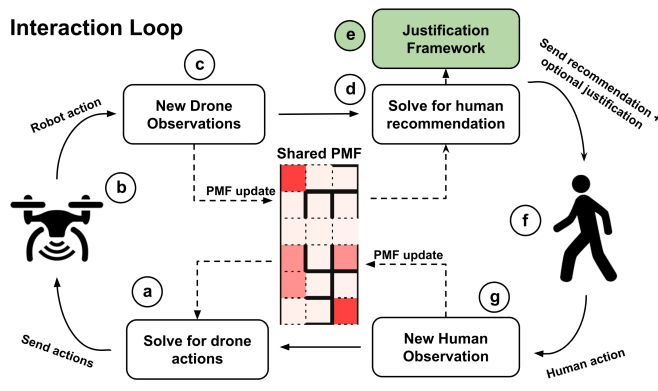 Interaction Loop
e
Justification
Framework
c
d
New Drone
Observations
Solve for human
recommendation
Robot action
Send recommendation +
optional justification
Shared PMF
b
PMF update
f
PMF update
a
g
Solve for drone
actions
New Human
Observation
Send actions
Human action